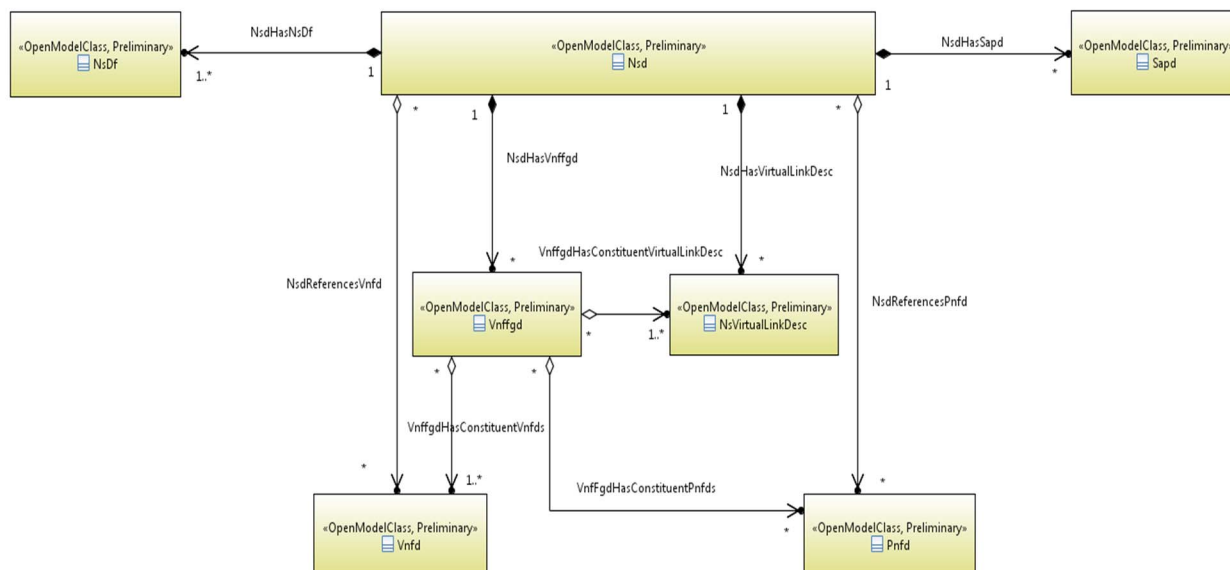 NsdHasNsDf
NsdHasSapd
«OpenModelClass, Preliminary»
NsDf
«OpenModelClass, Preliminary»
Nsd
«OpenModelClass, Preliminary»
Sapd
1..*
1
1
*
*
1
1
*
NsdHasVnffgd
NsdHasVirtualLinkDesc
VnffgdHasConstituentVirtualLinkDesc
*
*
NsdReferencesVnfd
NsdReferencesPnfd
«OpenModelClass, Preliminary»
Vnffgd
«OpenModelClass, Preliminary»
NsVirtualLinkDesc
*
1..*
*
*
VnffgdHasConstituentVnfds
*
1..*
VnfFgdHasConstituentPnfds
*
*
«OpenModelClass, Preliminary»
Vnfd
«OpenModelClass, Preliminary»
Pnfd